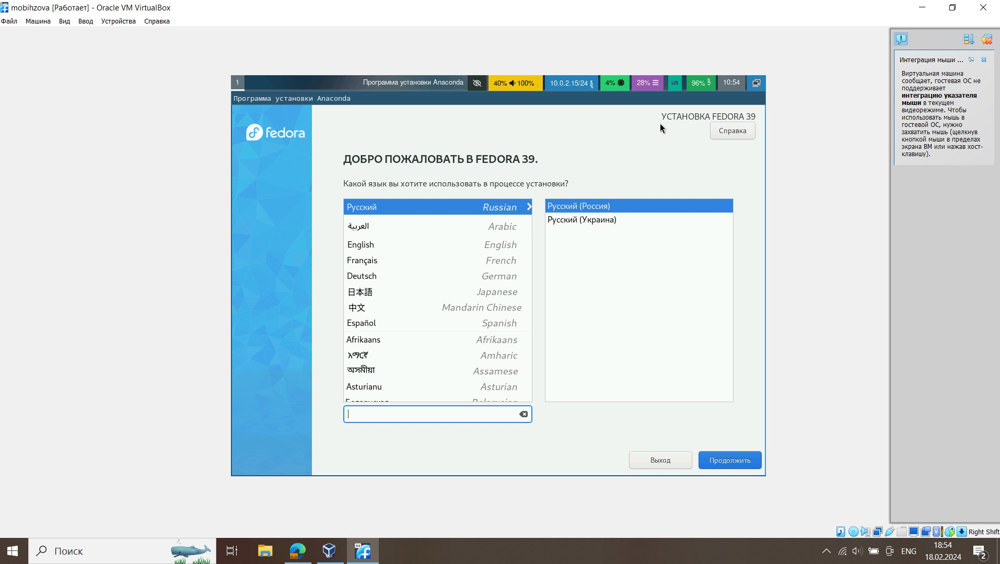 mobihzova [Работает] - Oracle VM VirtualBox
Файл Машина Вид Ввод Устройства Справка
1 Программа установки Anaconda 40% 100% 10.0.2.15/24 4% 28% us 96% 10:54
Программа установки Anaconda
fedora
УСТАНОВКА FEDORA 39
Справка
ДОБРО ПОЖАЛОВАТЬ В FEDORA 39.
Какой язык вы хотите использовать в процессе установки?
Русский Russian
العربية Arabic
English English
Français French
Deutsch German
日本語 Japanese
中文 Mandarin Chinese
Español Spanish
Afrikaans Afrikaans
አማርኛ Amharic
অসমীয়া Assamese
Asturianu Asturian
Русский (Россия)
Русский (Украина)
Выход Продолжить
Интеграция мыши ...
Виртуальная машина
сообщает, гостевая ОС не
поддерживает
интеграцию указателя
мыши в текущем
видеорежиме. Чтобы
использовать мышь в
гостевой ОС, нужно
захватить мышь (щелкнув
кнопкой мыши в пределах
экрана ВМ или нажав хост-
клавишу).
Right Shift
Поиск
64
ENG
18:54
18.02.2024
2